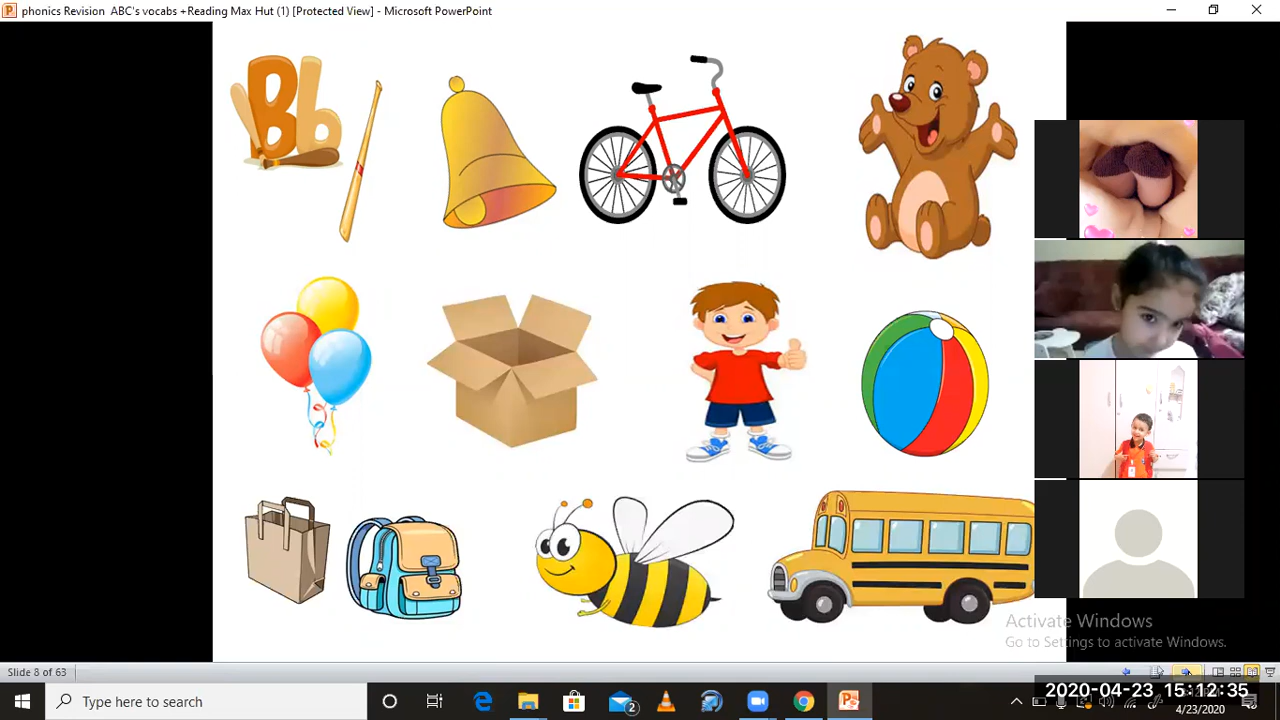 phonics Revision ABC's vocabs +Reading Max Hut (1) [Protected View] - Microsoft PowerPoint
Bb
Activate Windows
Go to Settings to activate Windows.
Slide 8 of 63
Type here to search
2
2020-04-23 15:12:35
4/23/2020